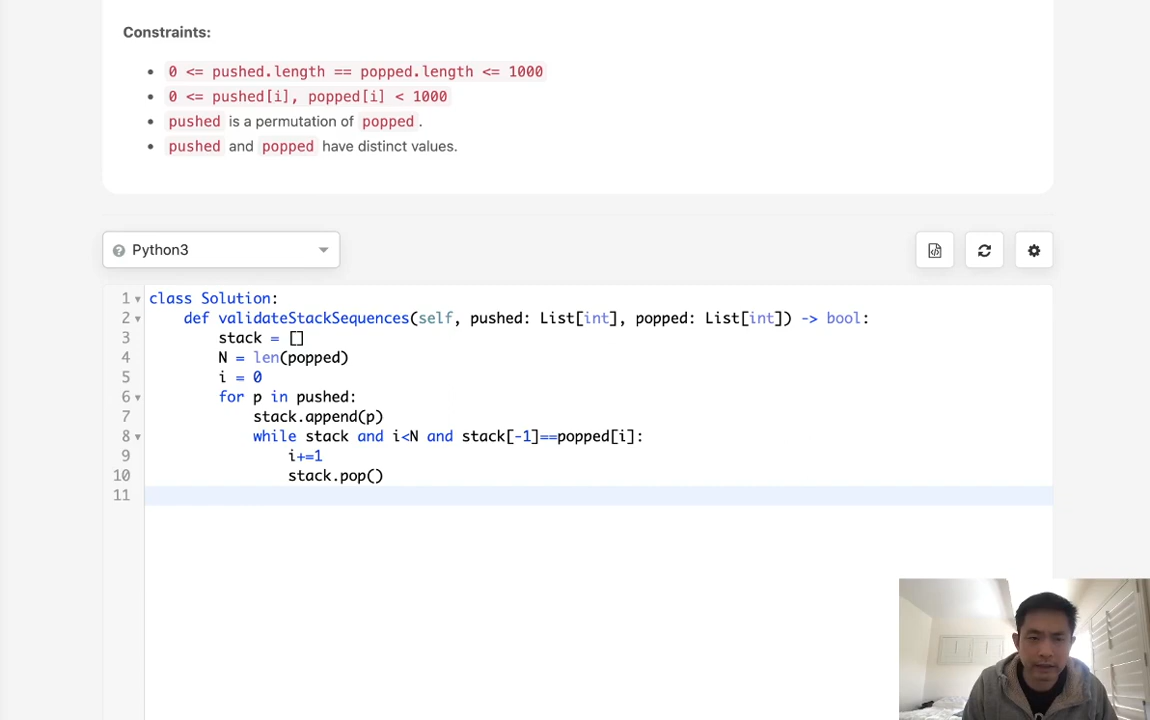 Constraints:
0 <= pushed.length == popped.length <= 1000
0 <= pushed[i], popped[i] < 1000
pushed is a permutation of popped.
pushed and popped have distinct values.
Python3
1 class Solution:
2 def validateStackSequences(self, pushed: List[int], popped: List[int]) -> bool:
3 stack = []
4 N = len(popped)
5 i = 0
6 for p in pushed:
7 stack.append(p)
8 while stack and i<N and stack[-1]==popped[i]:
9 i+=1
10 stack.pop()
11